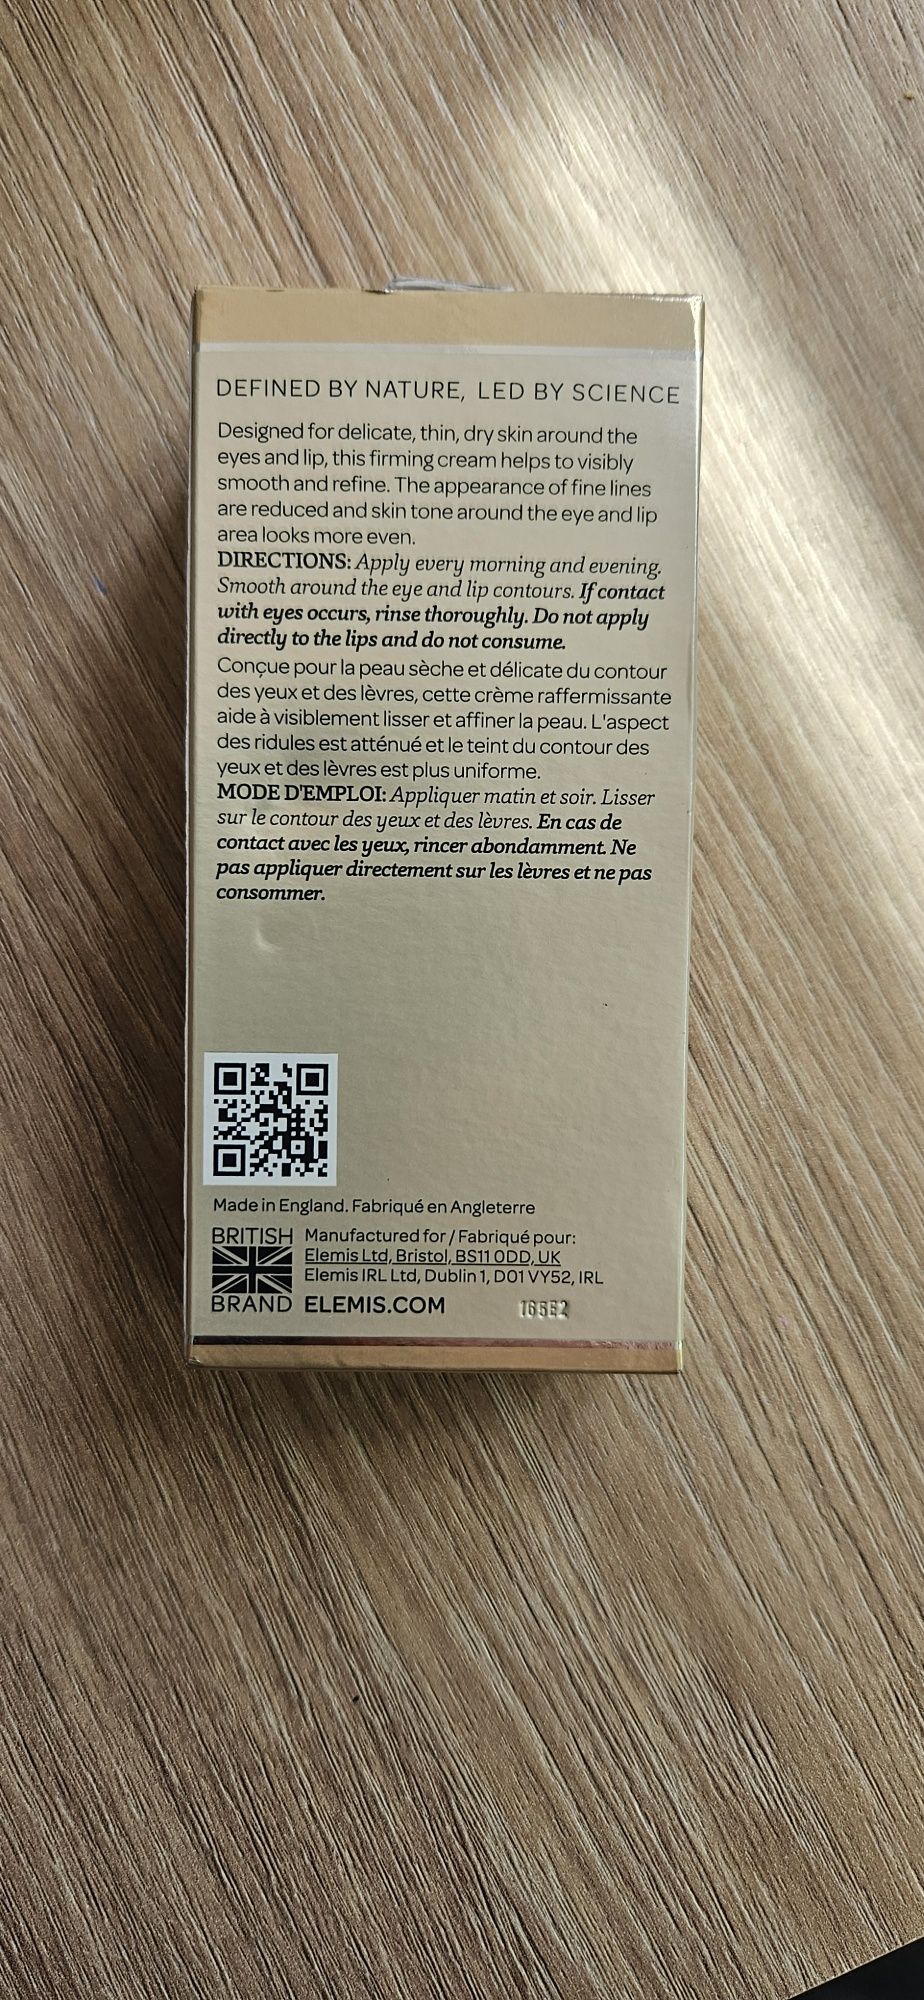 DEFINED BY NATURE, LED BY SCIENCE
Designed for delicate, thin, dry skin around the
eyes and lip, this firming cream helps to visibly
smooth and refine. The appearance of fine lines
are reduced and skin tone around the eye and lip
area looks more even.
DIRECTIONS: Apply every morning and evening.
Smooth around the eye and lip contours. If contact
with eyes occurs, rinse thoroughly. Do not apply
directly to the lips and do not consume.
Conçue pour la peau sèche et délicate du contour
des yeux et des lèvres, cette crème raffermissante
aide à visiblement lisser et affiner la peau. L'aspect
des ridules est atténué et le teint du contour des
yeux et des lèvres est plus uniforme.
MODE D'EMPLOI: Appliquer matin et soir. Lisser
sur le contour des yeux et des lèvres. En cas de
contact avec les yeux, rincer abondamment. Ne
pas appliquer directement sur les lèvres et ne pas
consommer.
Made in England. Fabriqué en Angleterre
BRITISH
BRAND
Manufactured for / Fabriqué pour:
Elemis Ltd, Bristol, BS11 0DD, UK
Elemis IRL Ltd, Dublin 1, D01 VY52, IRL
ELEMIS.COM